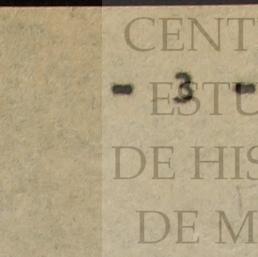 CENT
- 3 -
ESTU
DE HIS
DE M